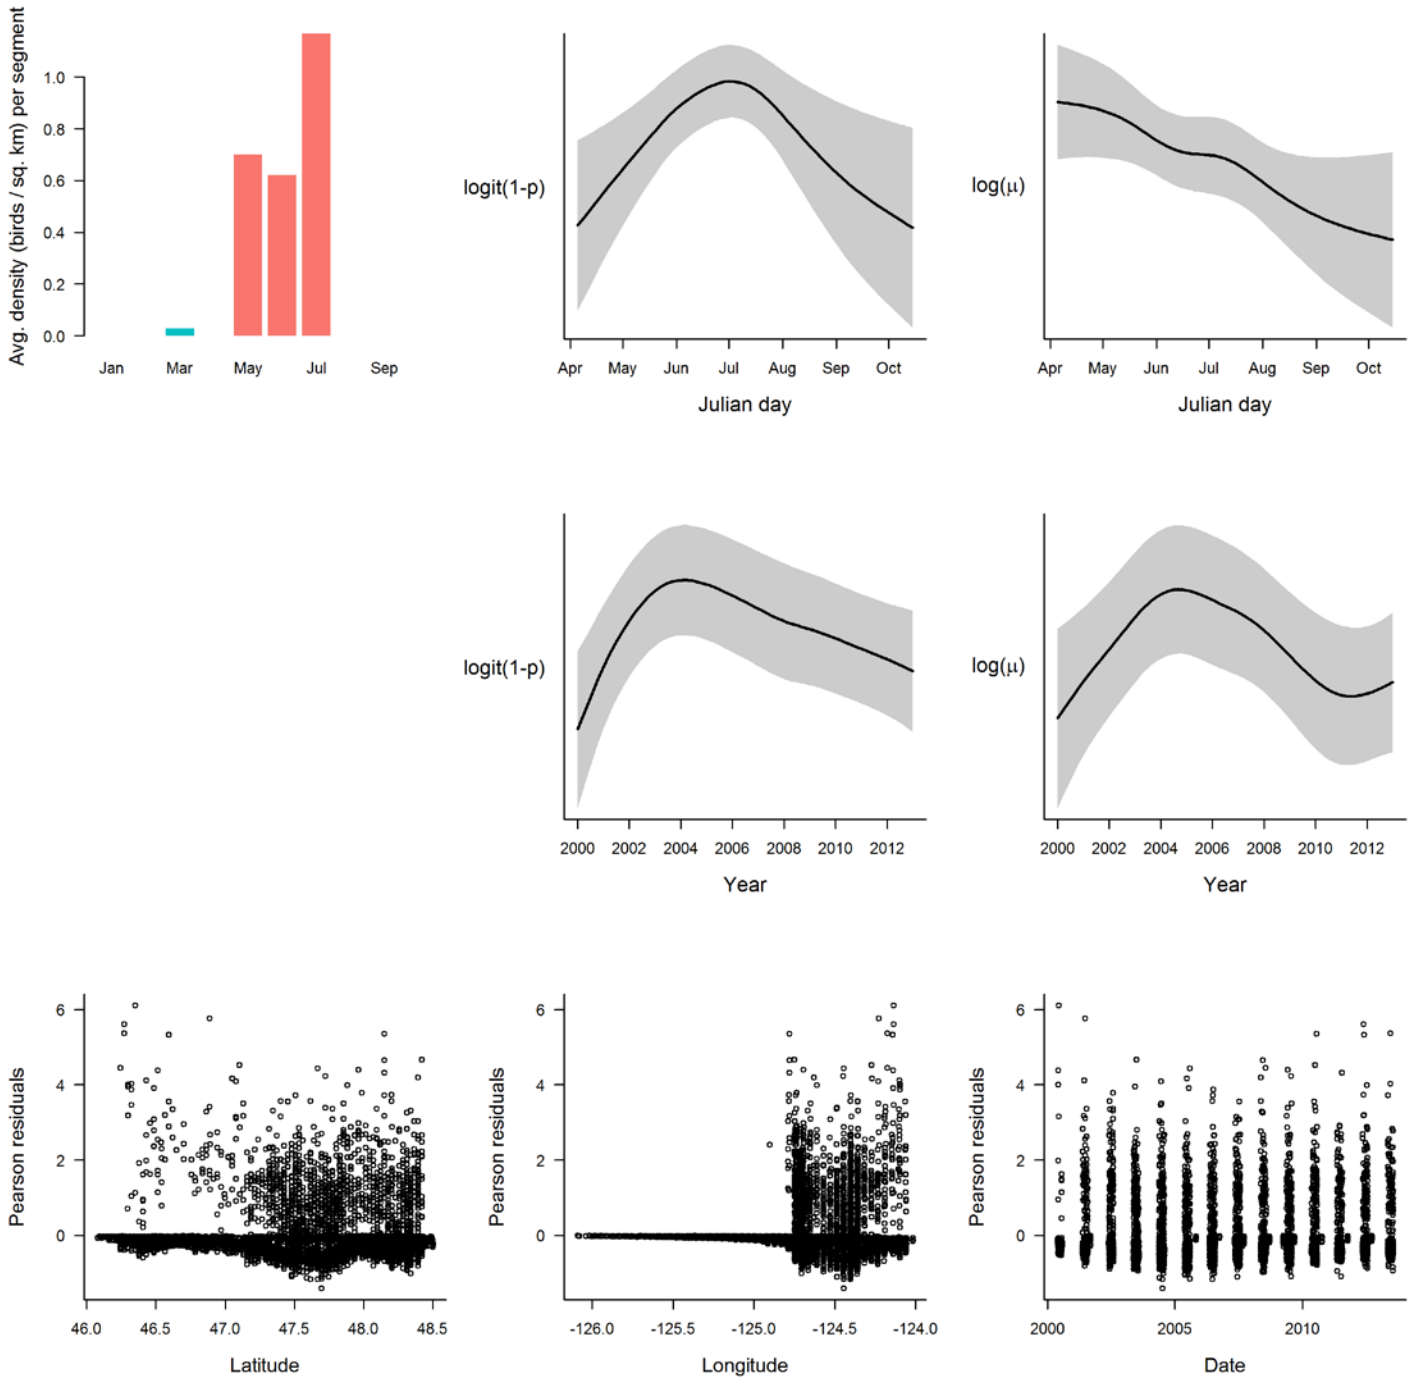 Avg. density (birds / sq. km) per segment
1.0
0.8
0.6
0.4
0.2
0.0
Jan Mar May Jul Sep
logit(1-p)
Apr May Jun Jul Aug Sep Oct
Julian day
log(μ)
Apr May Jun Jul Aug Sep Oct
Julian day
logit(1-p)
2000 2002 2004 2006 2008 2010 2012
Year
log(μ)
2000 2002 2004 2006 2008 2010 2012
Year
Pearson residuals
6
4
2
0
46.0 46.5 47.0 47.5 48.0 48.5
Latitude
Pearson residuals
6
4
2
0
-126.0 -125.5 -125.0 -124.5 -124.0
Longitude
Pearson residuals
6
4
2
0
2000 2005 2010
Date